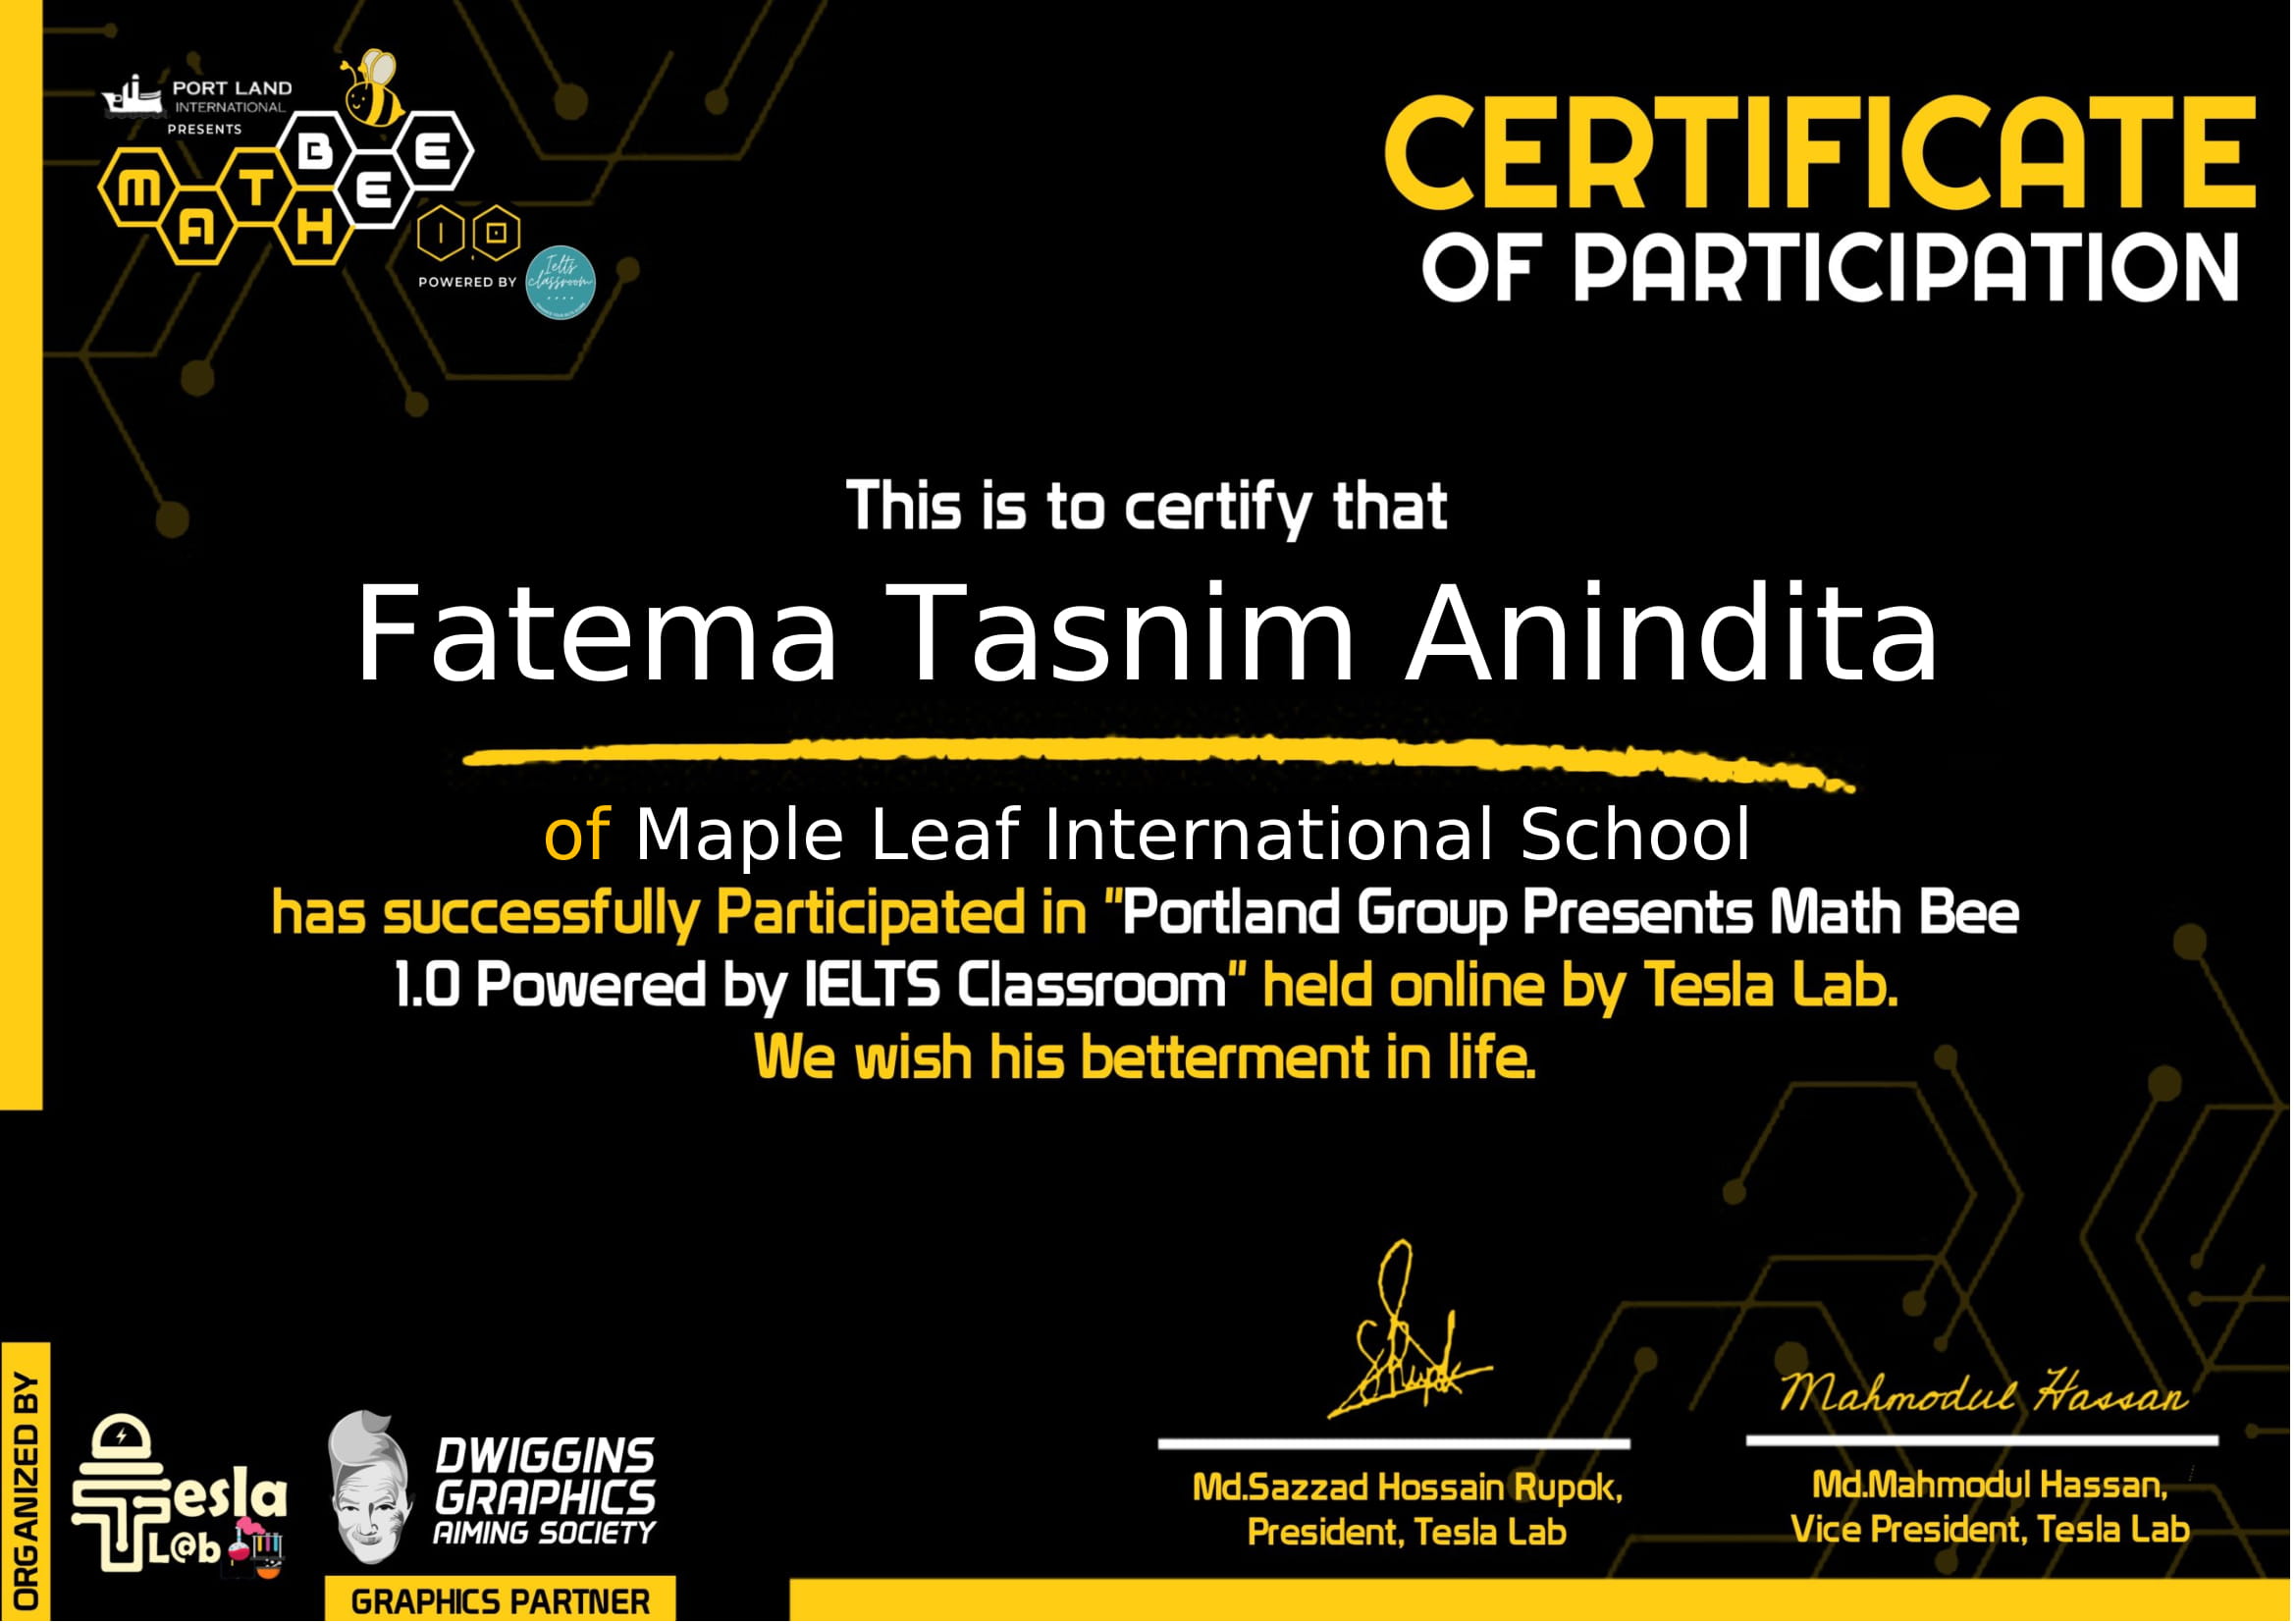 PORT LAND
INTERNATIONAL
PRESENTS
MATH BEE
1.0
POWERED BY
Ielts
classroom
CERTIFICATE
OF PARTICIPATION
This is to certify that
Fatema Tasnim Anindita
of Maple Leaf International School
has successfully Participated in "Portland Group Presents Math Bee
1.0 Powered by IELTS Classroom" held online by Tesla Lab.
We wish his betterment in life.
ORGANIZED BY
Tesla
L@b
DWIGGINS
GRAPHICS
AIMING SOCIETY
GRAPHICS PARTNER
SRupok
Md.Sazzad Hossain Rupok,
President, Tesla Lab
Mahmodul Hassan
Md.Mahmodul Hassan,
Vice President, Tesla Lab